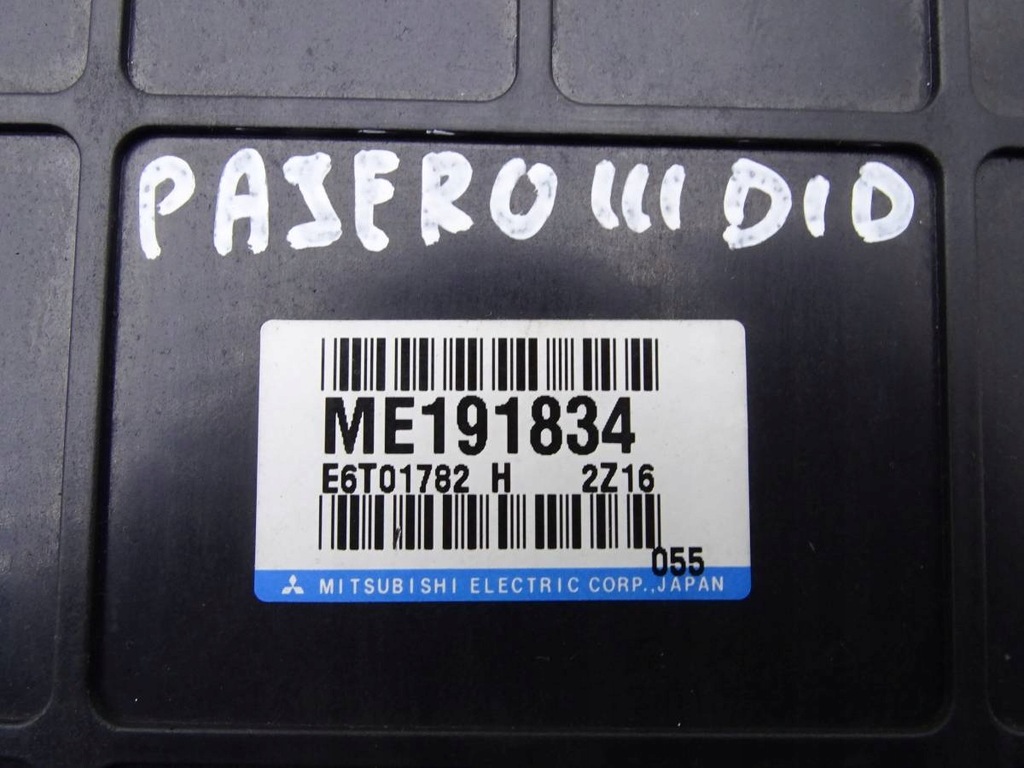 PAJERO III DID
ME191834
E6T01782 H 2Z16
055
MITSUBISHI ELECTRIC CORP.,JAPAN